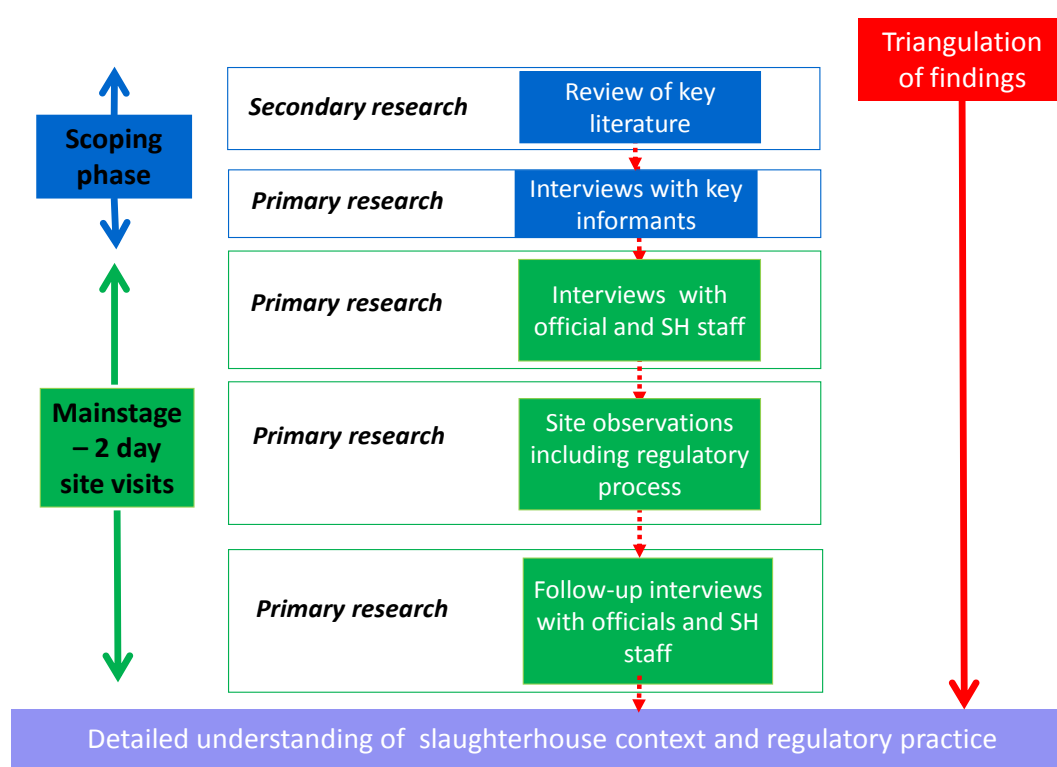 Triangulation
of findings
Secondary research
Review of key
literature
Scoping
phase
Primary research
Interviews with key
informants
Primary research
Interviews with
official and SH staff
Mainstage
– 2 day
site visits
Primary research
Site observations
including regulatory
process
Primary research
Follow-up interviews
with officials and SH
staff
Detailed understanding of slaughterhouse context and regulatory practice